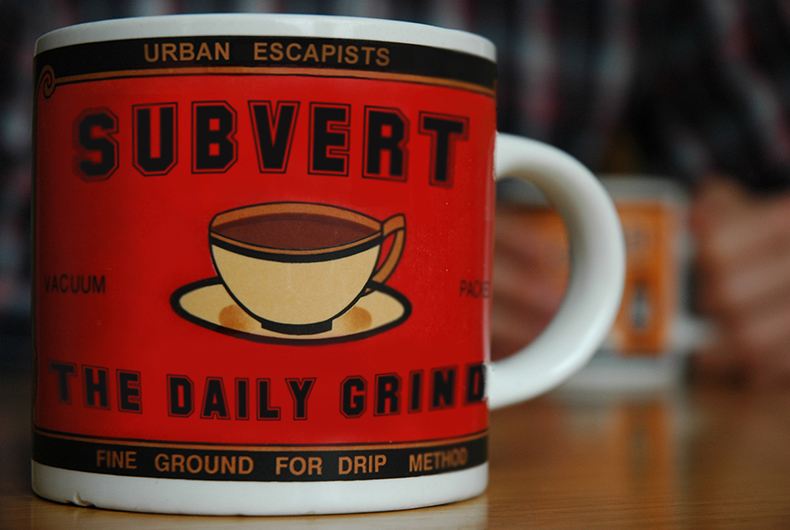 URBAN ESCAPISTS
SUBVERT
VACUUM
THE DAILY GRIND
FINE GROUND FOR DRIP METHOD